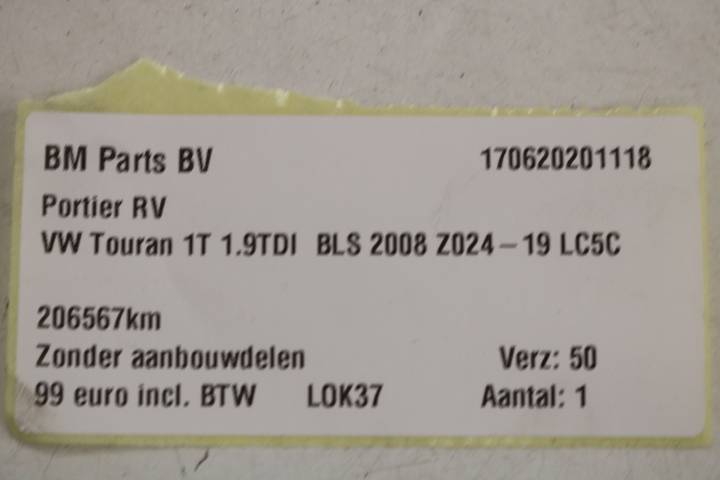 BM Parts BV 170620201118
Portier RV
VW Touran 1T 1.9TDI BLS 2008 Z024-19 LC5C
206567km
Zonder aanbouwdelen Verz: 50
99 euro incl. BTW LOK37 Aantal: 1